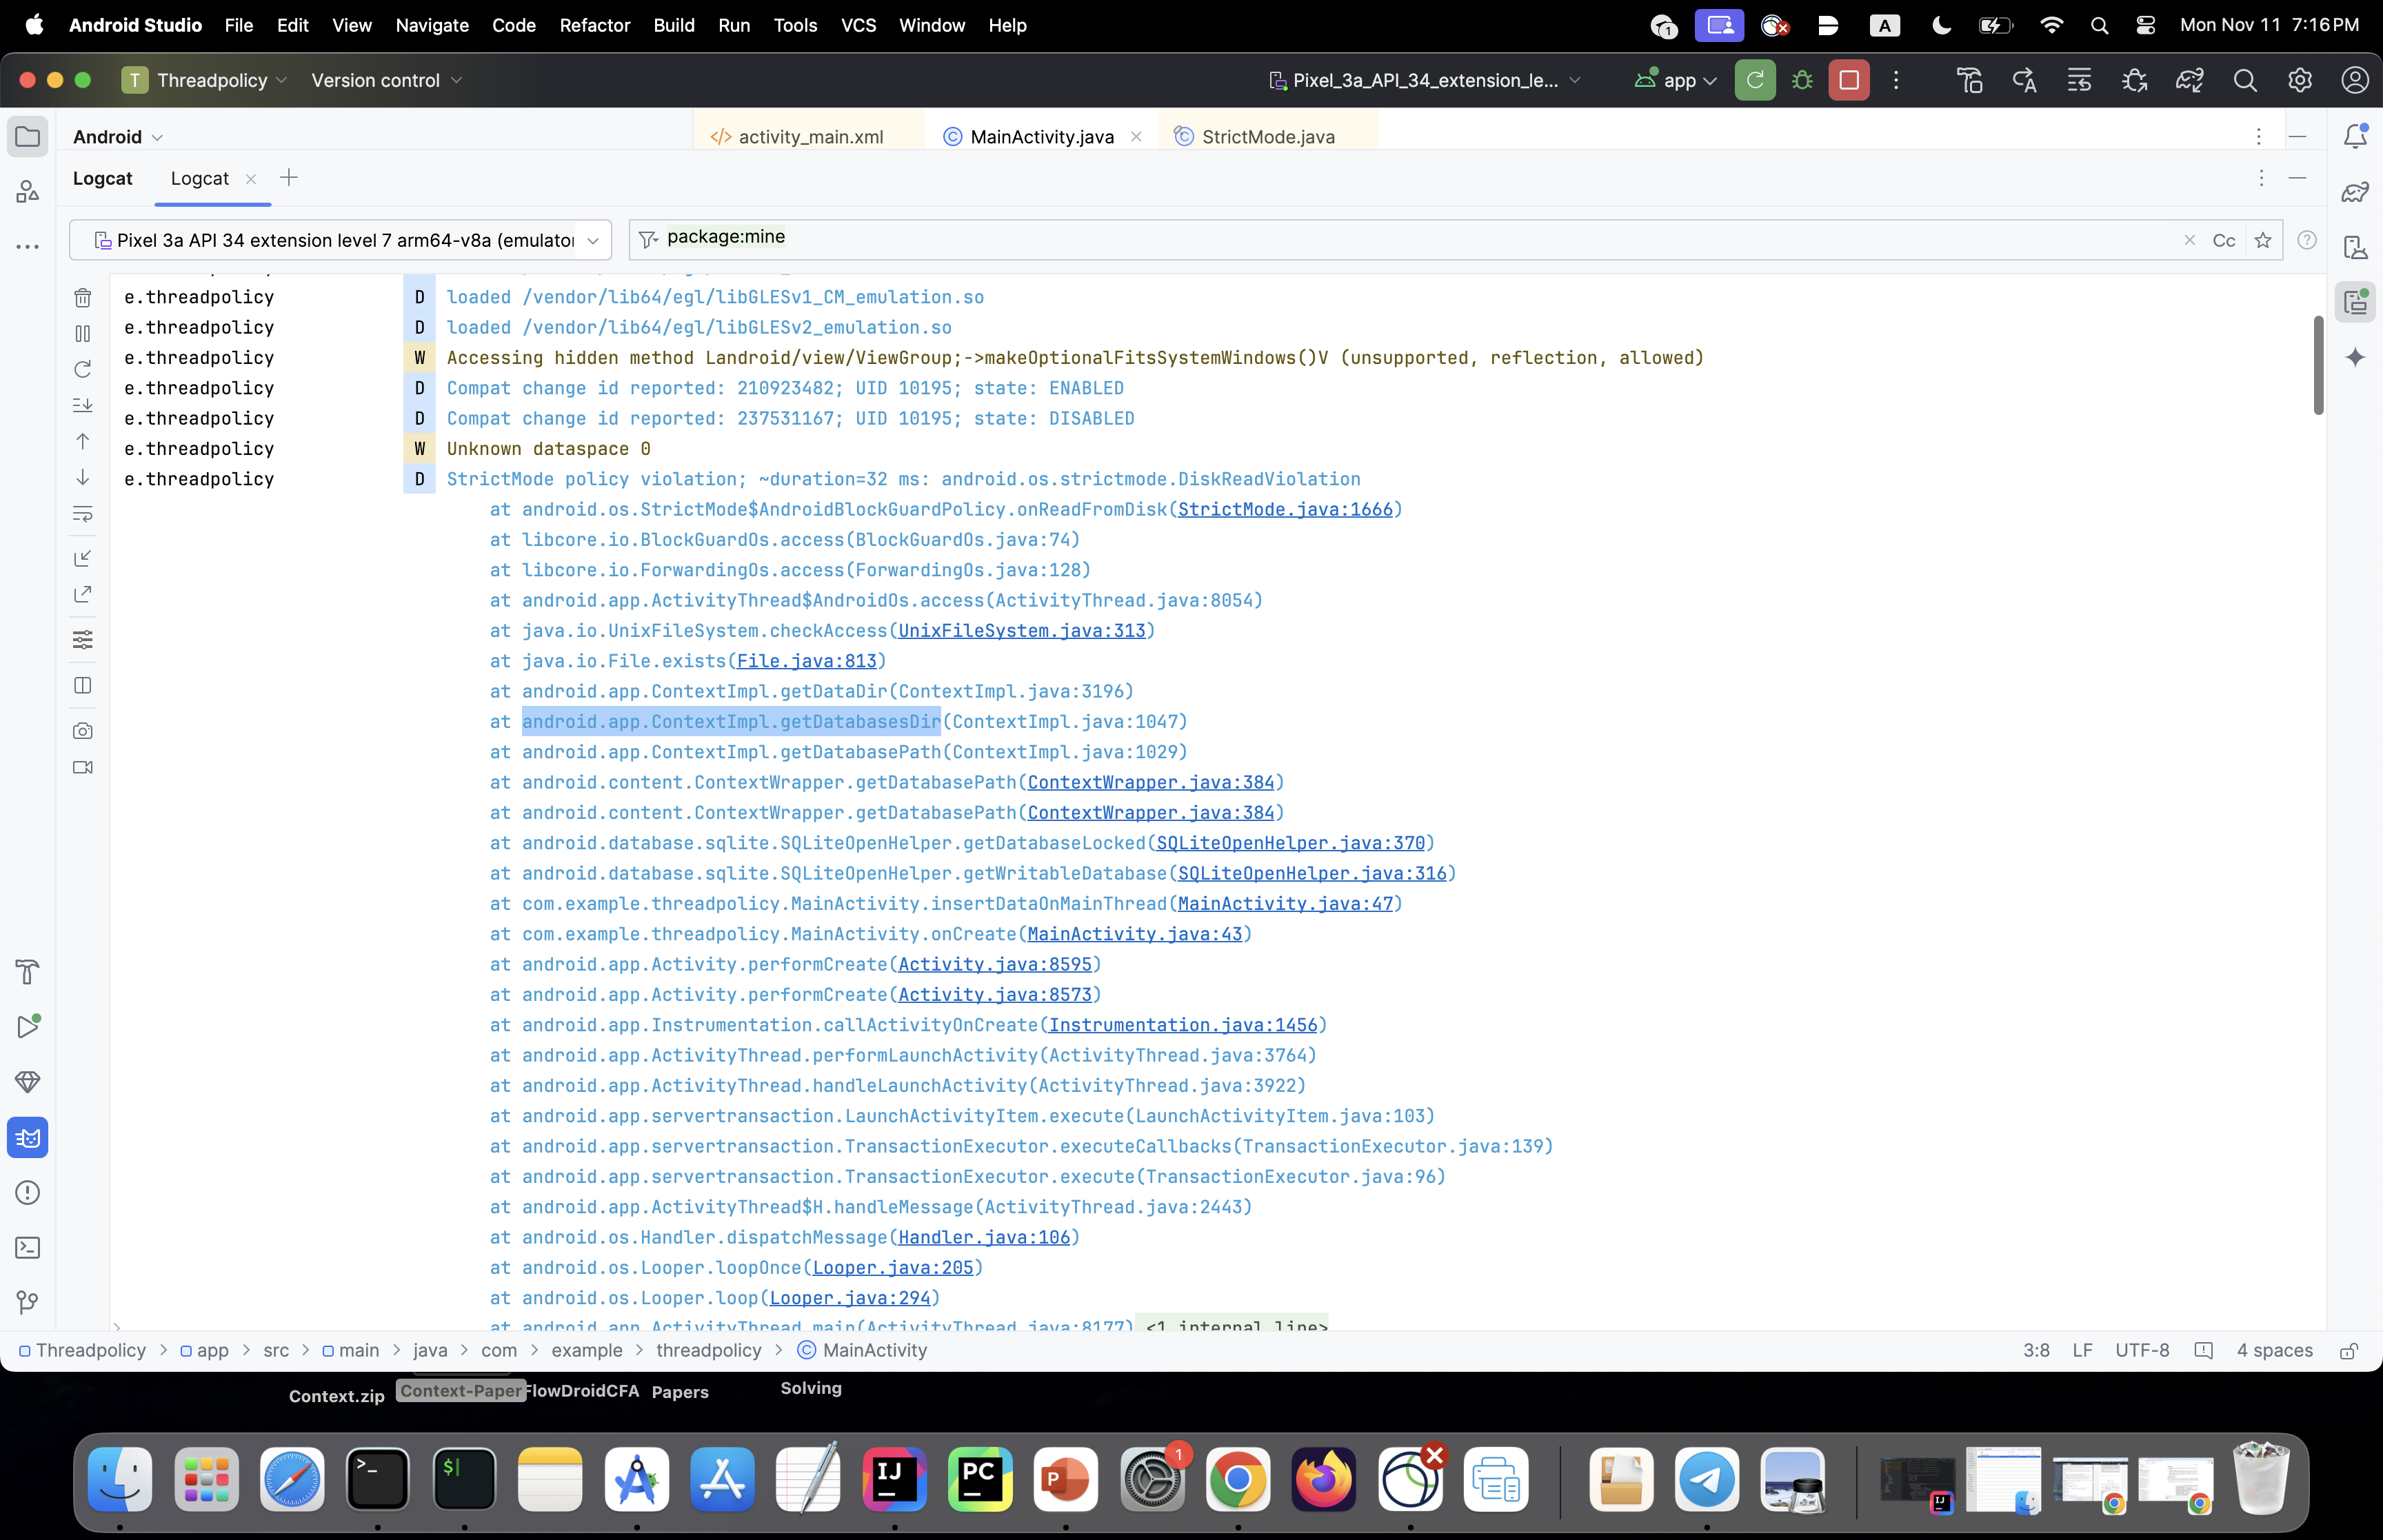 Android Studio File Edit View Navigate Code Refactor Build Run Tools VCS Window Help
1 A Mon Nov 11 7:16 PM
T Threadpolicy Version control Pixel_3a_API_34_extension_le... app
Android activity_main.xml MainActivity.java StrictMode.java
Logcat Logcat
Pixel 3a API 34 extension level 7 arm64-v8a (emulator package:mine Cc
e.threadpolicy D loaded /vendor/lib64/egl/libGLESv1_CM_emulation.so
e.threadpolicy D loaded /vendor/lib64/egl/libGLESv2_emulation.so
e.threadpolicy W Accessing hidden method Landroid/view/ViewGroup;->makeOptionalFitsSystemWindows()V (unsupported, reflection, allowed)
e.threadpolicy D Compat change id reported: 210923482; UID 10195; state: ENABLED
e.threadpolicy D Compat change id reported: 237531167; UID 10195; state: DISABLED
e.threadpolicy W Unknown dataspace 0
e.threadpolicy D StrictMode policy violation; ~duration=32 ms: android.os.strictmode.DiskReadViolation
at android.os.StrictMode$AndroidBlockGuardPolicy.onReadFromDisk(StrictMode.java:1666)
at libcore.io.BlockGuardOs.access(BlockGuardOs.java:74)
at libcore.io.ForwardingOs.access(ForwardingOs.java:128)
at android.app.ActivityThread$AndroidOs.access(ActivityThread.java:8054)
at java.io.UnixFileSystem.checkAccess(UnixFileSystem.java:313)
at java.io.File.exists(File.java:813)
at android.app.ContextImpl.getDataDir(ContextImpl.java:3196)
at android.app.ContextImpl.getDatabasesDir(ContextImpl.java:1047)
at android.app.ContextImpl.getDatabasePath(ContextImpl.java:1029)
at android.content.ContextWrapper.getDatabasePath(ContextWrapper.java:384)
at android.content.ContextWrapper.getDatabasePath(ContextWrapper.java:384)
at android.database.sqlite.SQLiteOpenHelper.getDatabaseLocked(SQLiteOpenHelper.java:370)
at android.database.sqlite.SQLiteOpenHelper.getWritableDatabase(SQLiteOpenHelper.java:316)
at com.example.threadpolicy.MainActivity.insertDataOnMainThread(MainActivity.java:47)
at com.example.threadpolicy.MainActivity.onCreate(MainActivity.java:43)
at android.app.Activity.performCreate(Activity.java:8595)
at android.app.Activity.performCreate(Activity.java:8573)
at android.app.Instrumentation.callActivityOnCreate(Instrumentation.java:1456)
at android.app.ActivityThread.performLaunchActivity(ActivityThread.java:3764)
at android.app.ActivityThread.handleLaunchActivity(ActivityThread.java:3922)
at android.app.servertransaction.LaunchActivityItem.execute(LaunchActivityItem.java:103)
at android.app.servertransaction.TransactionExecutor.executeCallbacks(TransactionExecutor.java:139)
at android.app.servertransaction.TransactionExecutor.execute(TransactionExecutor.java:96)
at android.app.ActivityThread$H.handleMessage(ActivityThread.java:2443)
at android.os.Handler.dispatchMessage(Handler.java:106)
at android.os.Looper.loopOnce(Looper.java:205)
at android.os.Looper.loop(Looper.java:294)
at android.app.ActivityThread.main(ActivityThread.java:8177) <1 internal line>
Threadpolicy > app > src > main > java > com > example > threadpolicy > MainActivity 3:8 LF UTF-8 4 spaces
Context.zip Context-Paper FlowDroidCFA Papers Solving
>_ $ IJ PC P 1 IJ